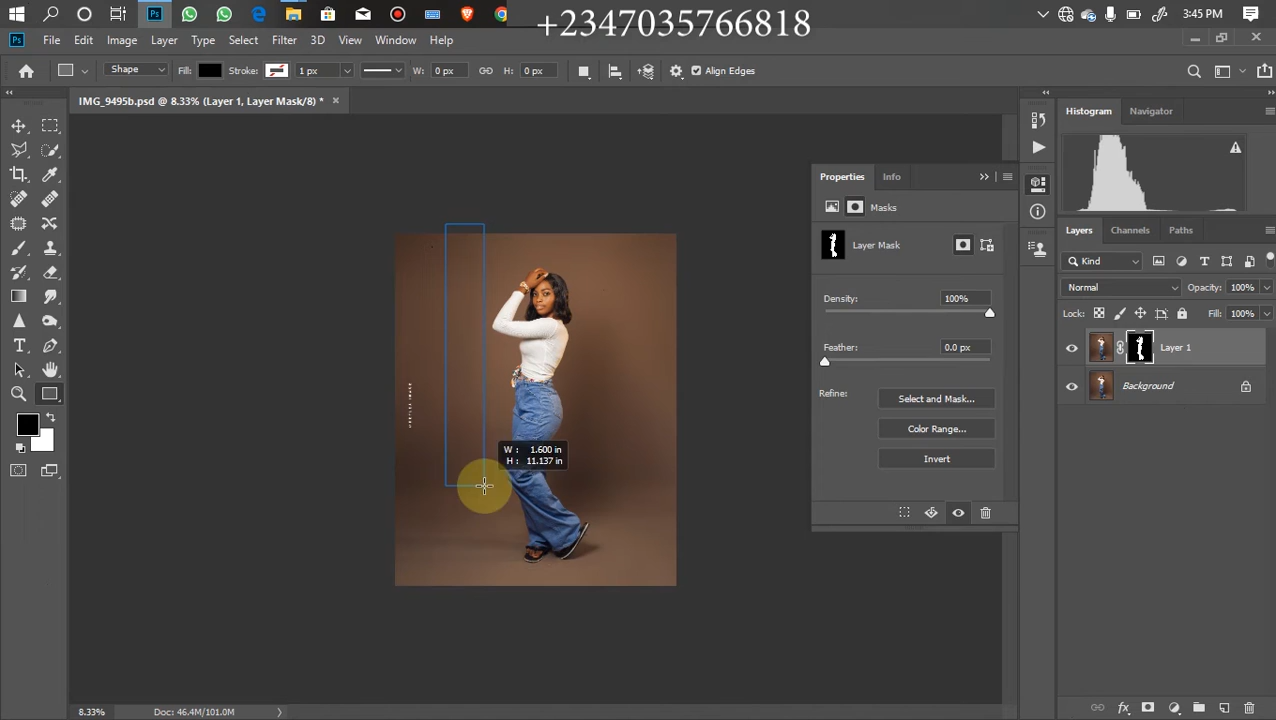 3:45 PM
+2347035766818
File Edit Image Layer Type Select Filter 3D View Window Help
Shape Fill: Stroke: 1 px W: 0 px H: 0 px Align Edges
IMG_9495b.psd @ 8.33% (Layer 1, Layer Mask/8) *
Histogram Navigator
Properties Info
Masks
Layer Mask
Density: 100%
Feather: 0.0 px
Refine: Select and Mask...
Color Range...
Invert
Layers Channels Paths
Kind
Normal Opacity: 100%
Lock: Fill: 100%
Layer 1
Background
W : 1.600 in
H : 11.137 in
8.33% Doc: 46.4M/101.0M